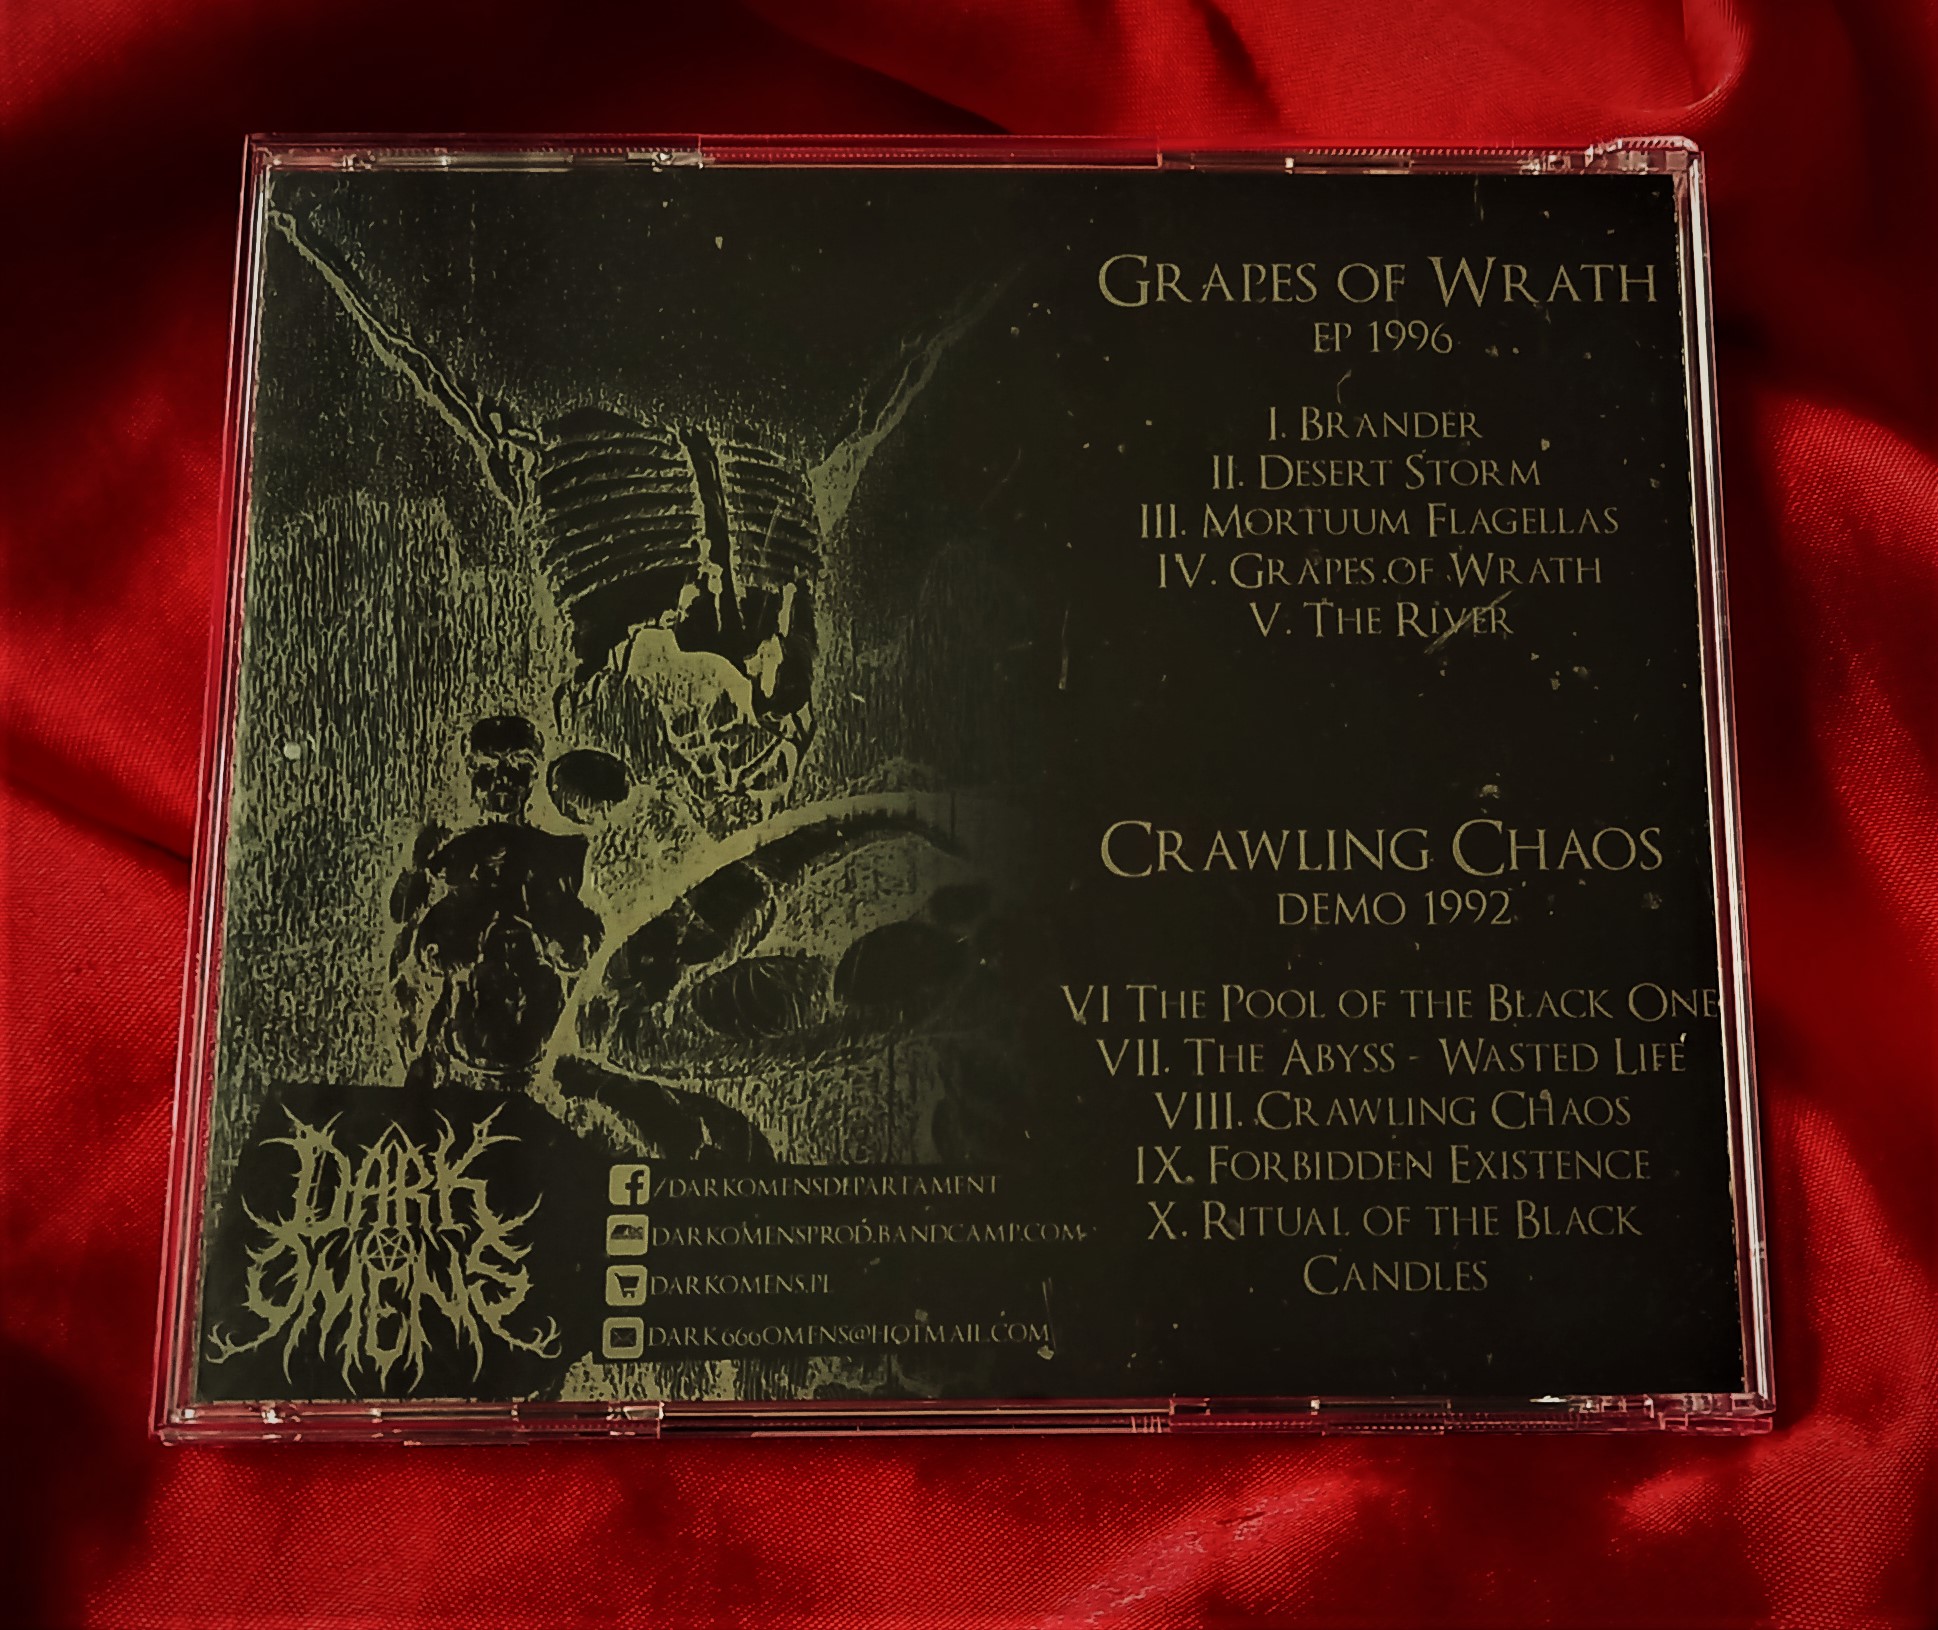 GRAPES OF WRATH
EP 1996
I. BRANDER
II. DESERT STORM
III. MORTUUM FLAGELLAS
IV. GRAPES OF WRATH
V. THE RIVER
CRAWLING CHAOS
DEMO 1992
VI THE POOL OF THE BLACK ONE
VII. THE ABYSS - WASTED LIFE
VIII. CRAWLING CHAOS
IX. FORBIDDEN EXISTENCE
X. RITUAL OF THE BLACK
CANDLES
DARK
OMENS
/DARKOMENSDEPARTAMENT
DARKOMENSPROD.BANDCAMP.COM
DARKOMENS.PL
DARK666OMENS@HOTMAIL.COM